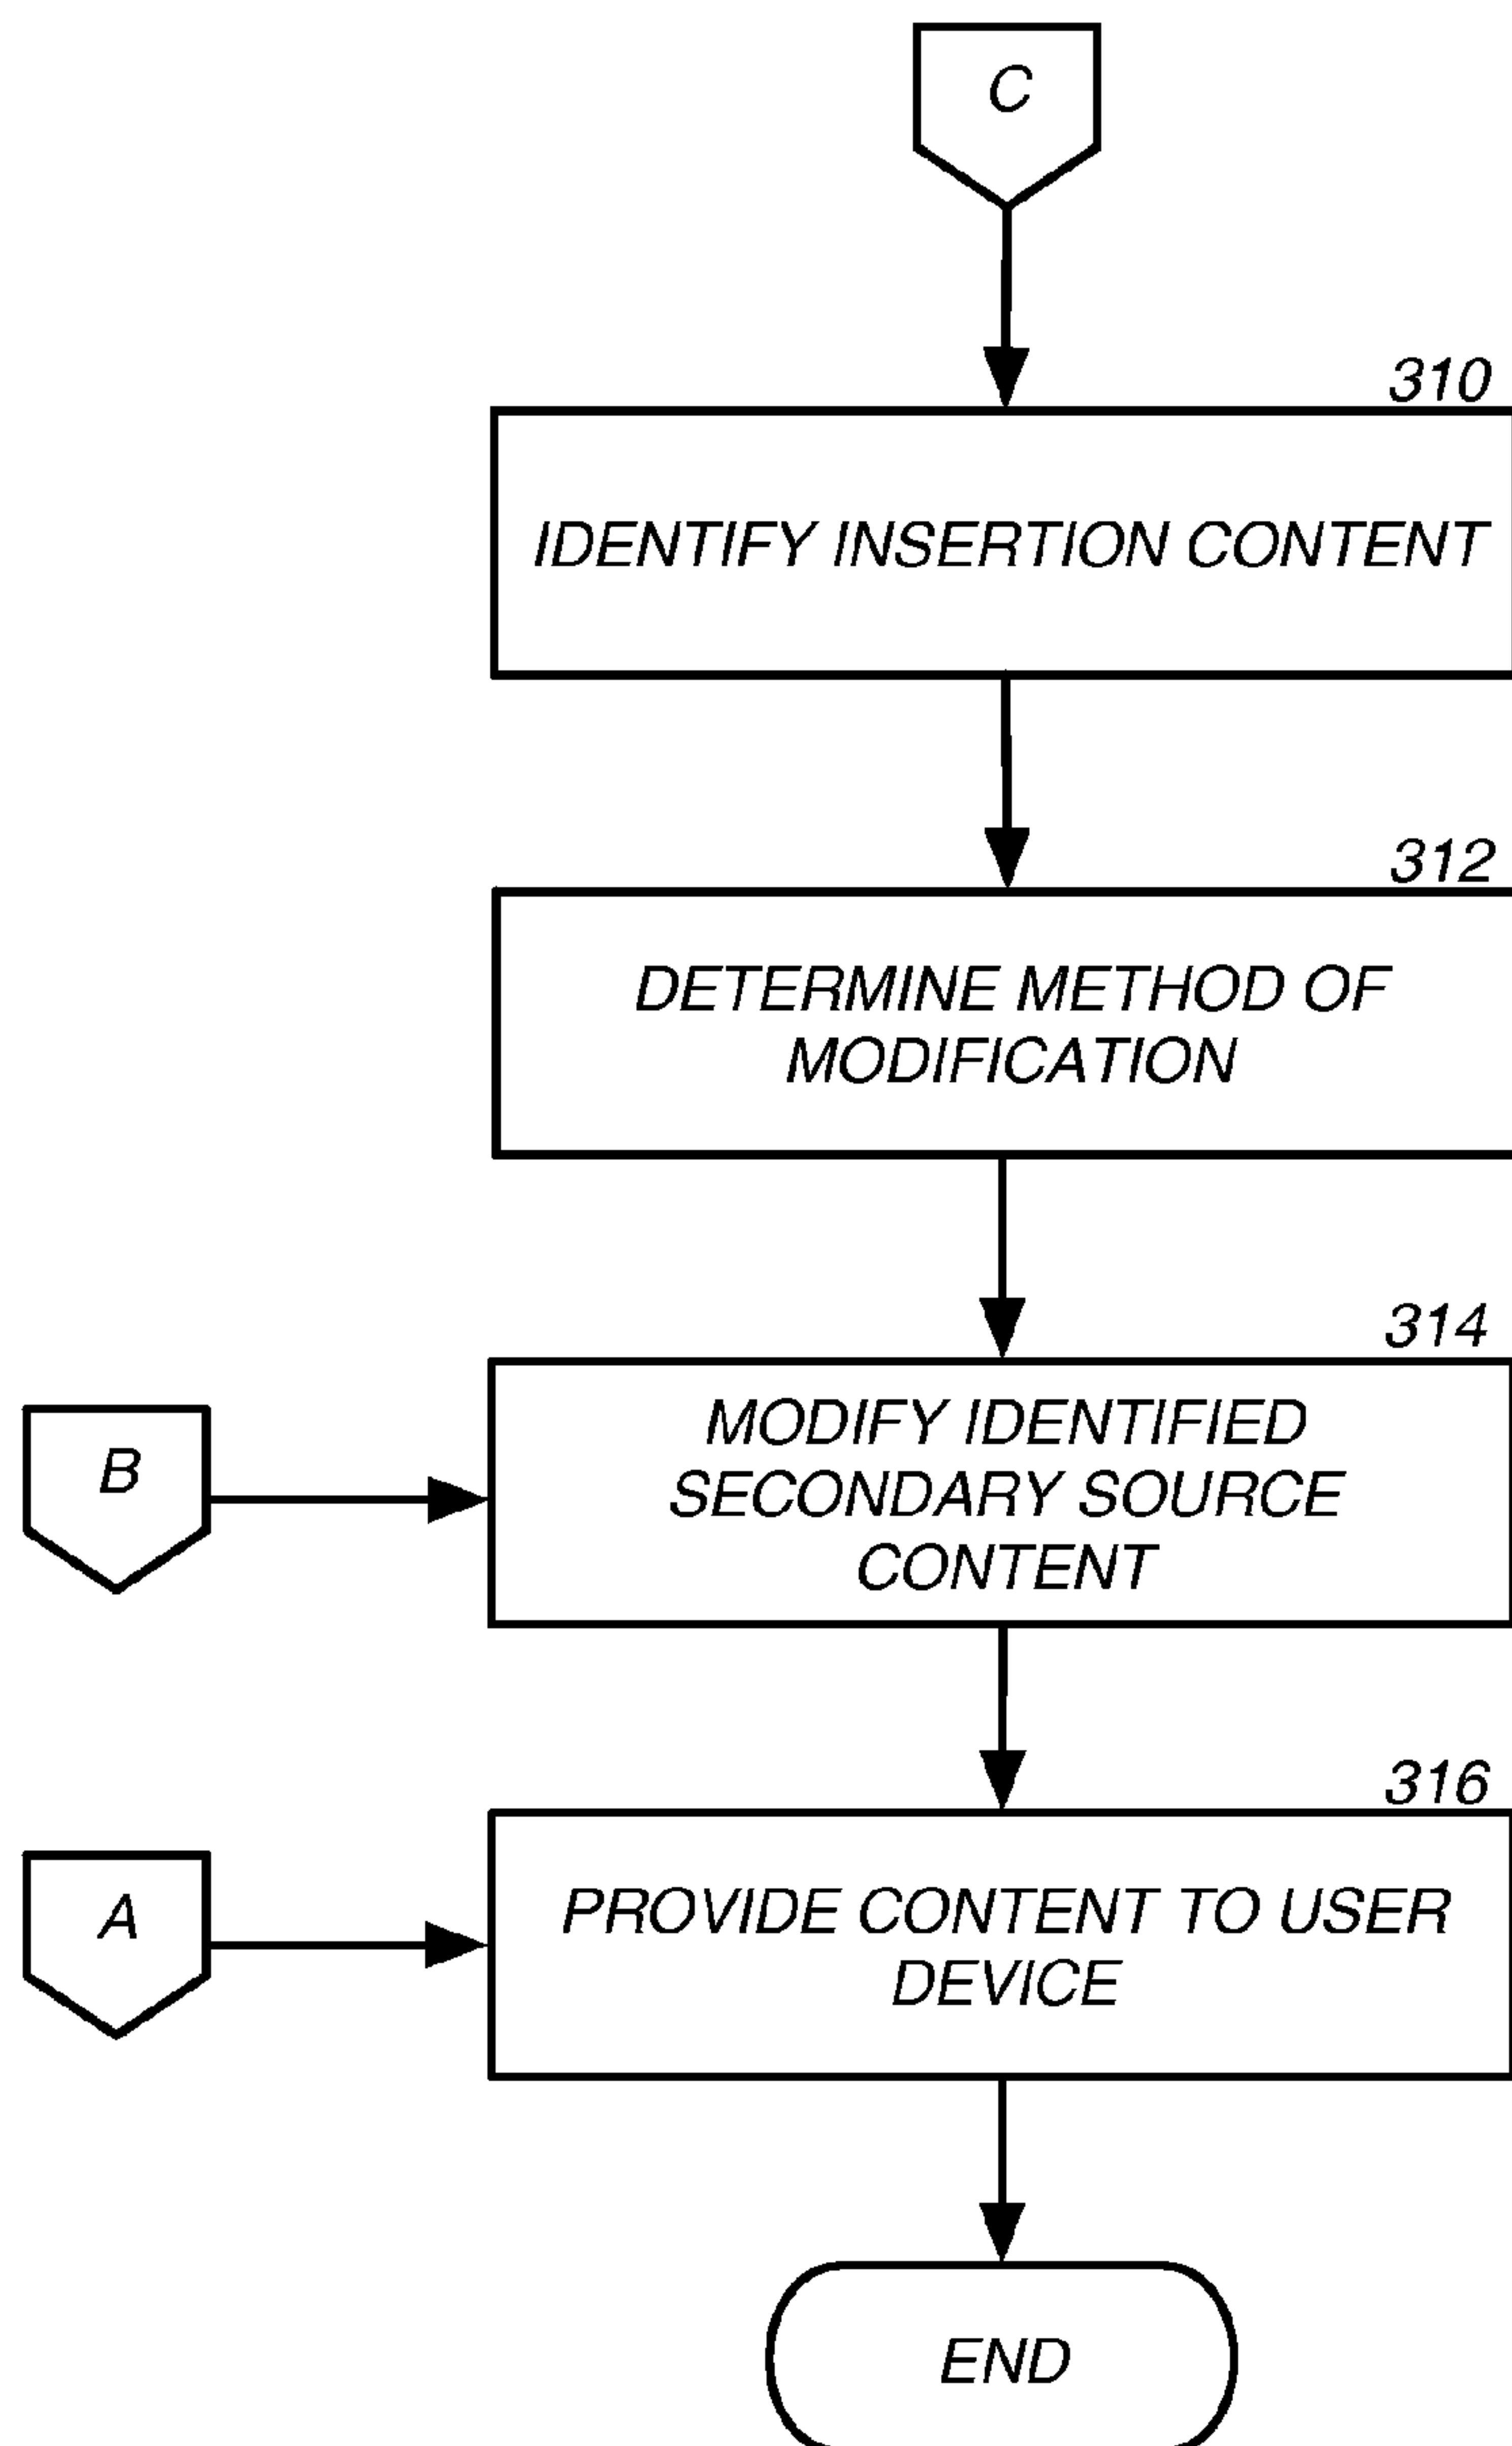 C
310
IDENTIFY INSERTION CONTENT
312
DETERMINE METHOD OF
MODIFICATION
314
B
MODIFY IDENTIFIED
SECONDARY SOURCE
CONTENT
316
A
PROVIDE CONTENT TO USER
DEVICE
END